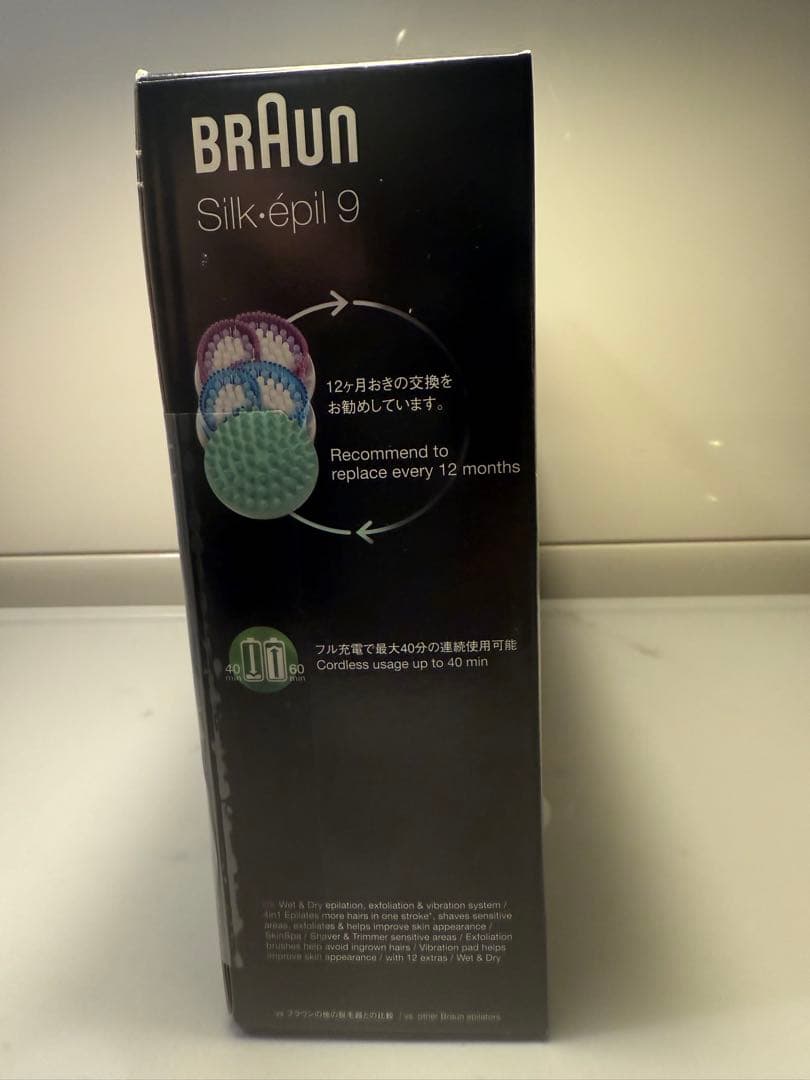 BRAUN
Silk•épil 9
12ヶ月おきの交換を
お勧めしています。
Recommend to
replace every 12 months
40
min
60
min
フル充電で最大40分の連続使用可能
Cordless usage up to 40 min
Wet & Dry epilation, exfoliation & vibration system /
4in1 Epilates more hairs in one stroke*, shaves sensitive
areas, exfoliates & helps improve skin appearance /
SkinSpa / Shaver & Trimmer sensitive areas / Exfoliation
brushes help avoid ingrown hairs / Vibration pad helps
improve skin appearance / with 12 extras / Wet & Dry
*vs ブラウンの他の脱毛器との比較 / vs. other Braun epilators